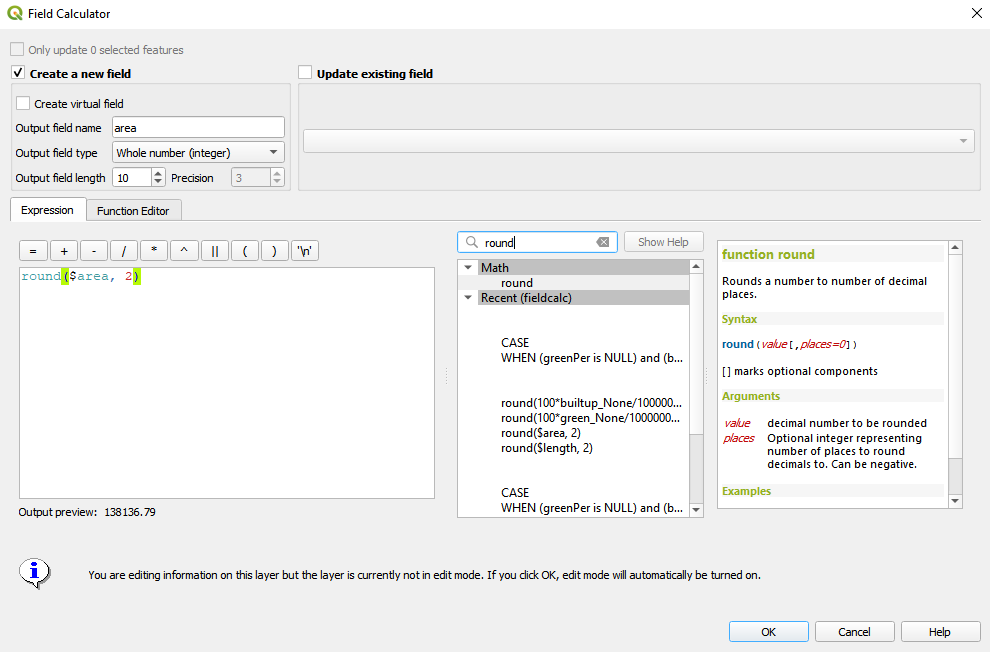 Field Calculator
Only update 0 selected features
Create a new field
Update existing field
Create virtual field
Output field name area
Output field type Whole number (integer)
Output field length 10 Precision 3
Expression Function Editor
= + - / * ^ || ( ) '\n'
round($area, 2)
Output preview: 138136.79
round Show Help
Math
round
Recent (fieldcalc)
CASE
WHEN (greenPer is NULL) and (b...
round(100*builtup_None/100000...
round(100*green_None/1000000...
round($area, 2)
round($length, 2)
CASE
WHEN (greenPer is NULL) and (b...
function round
Rounds a number to number of decimal
places.
Syntax
round(value[,places=0])
[ ] marks optional components
Arguments
value decimal number to be rounded
places Optional integer representing
number of places to round
decimals to. Can be negative.
Examples
You are editing information on this layer but the layer is currently not in edit mode. If you click OK, edit mode will automatically be turned on.
OK Cancel Help